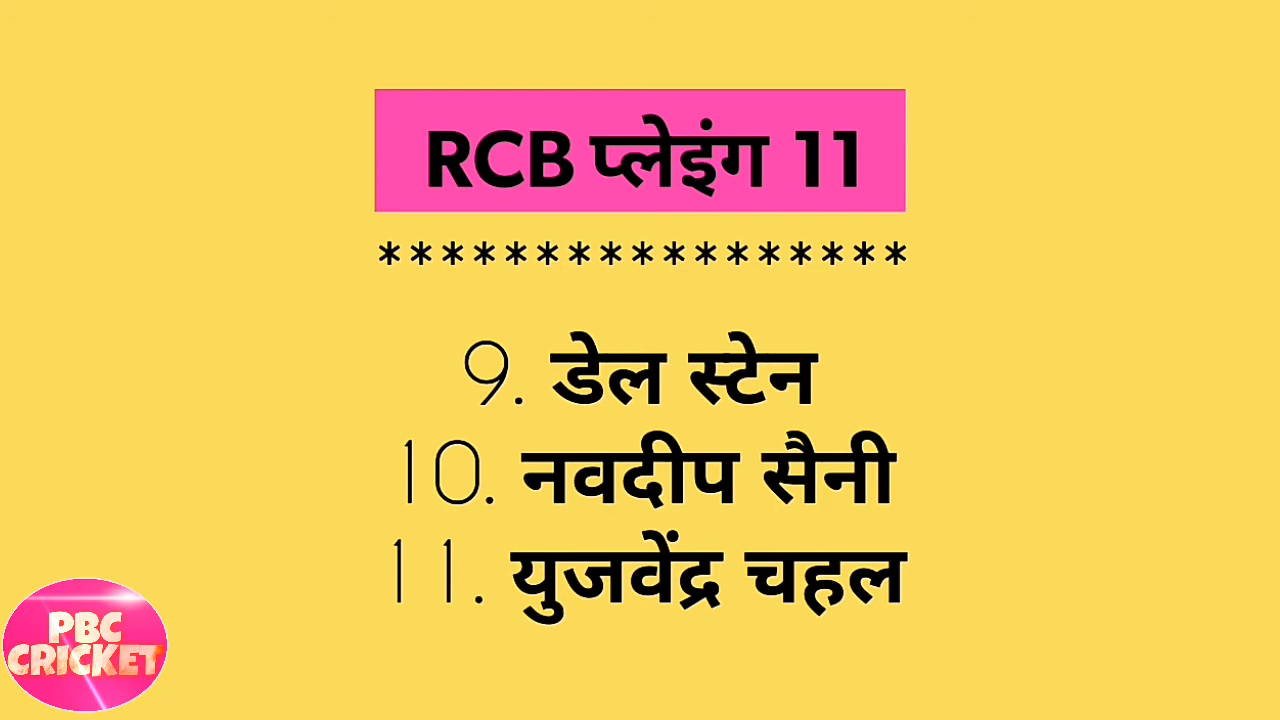 RCB प्लेइंग 11
*****************
9. डेल स्टेन
10. नवदीप सैनी
11. युजवेंद्र चहल
PBC
CRICKET